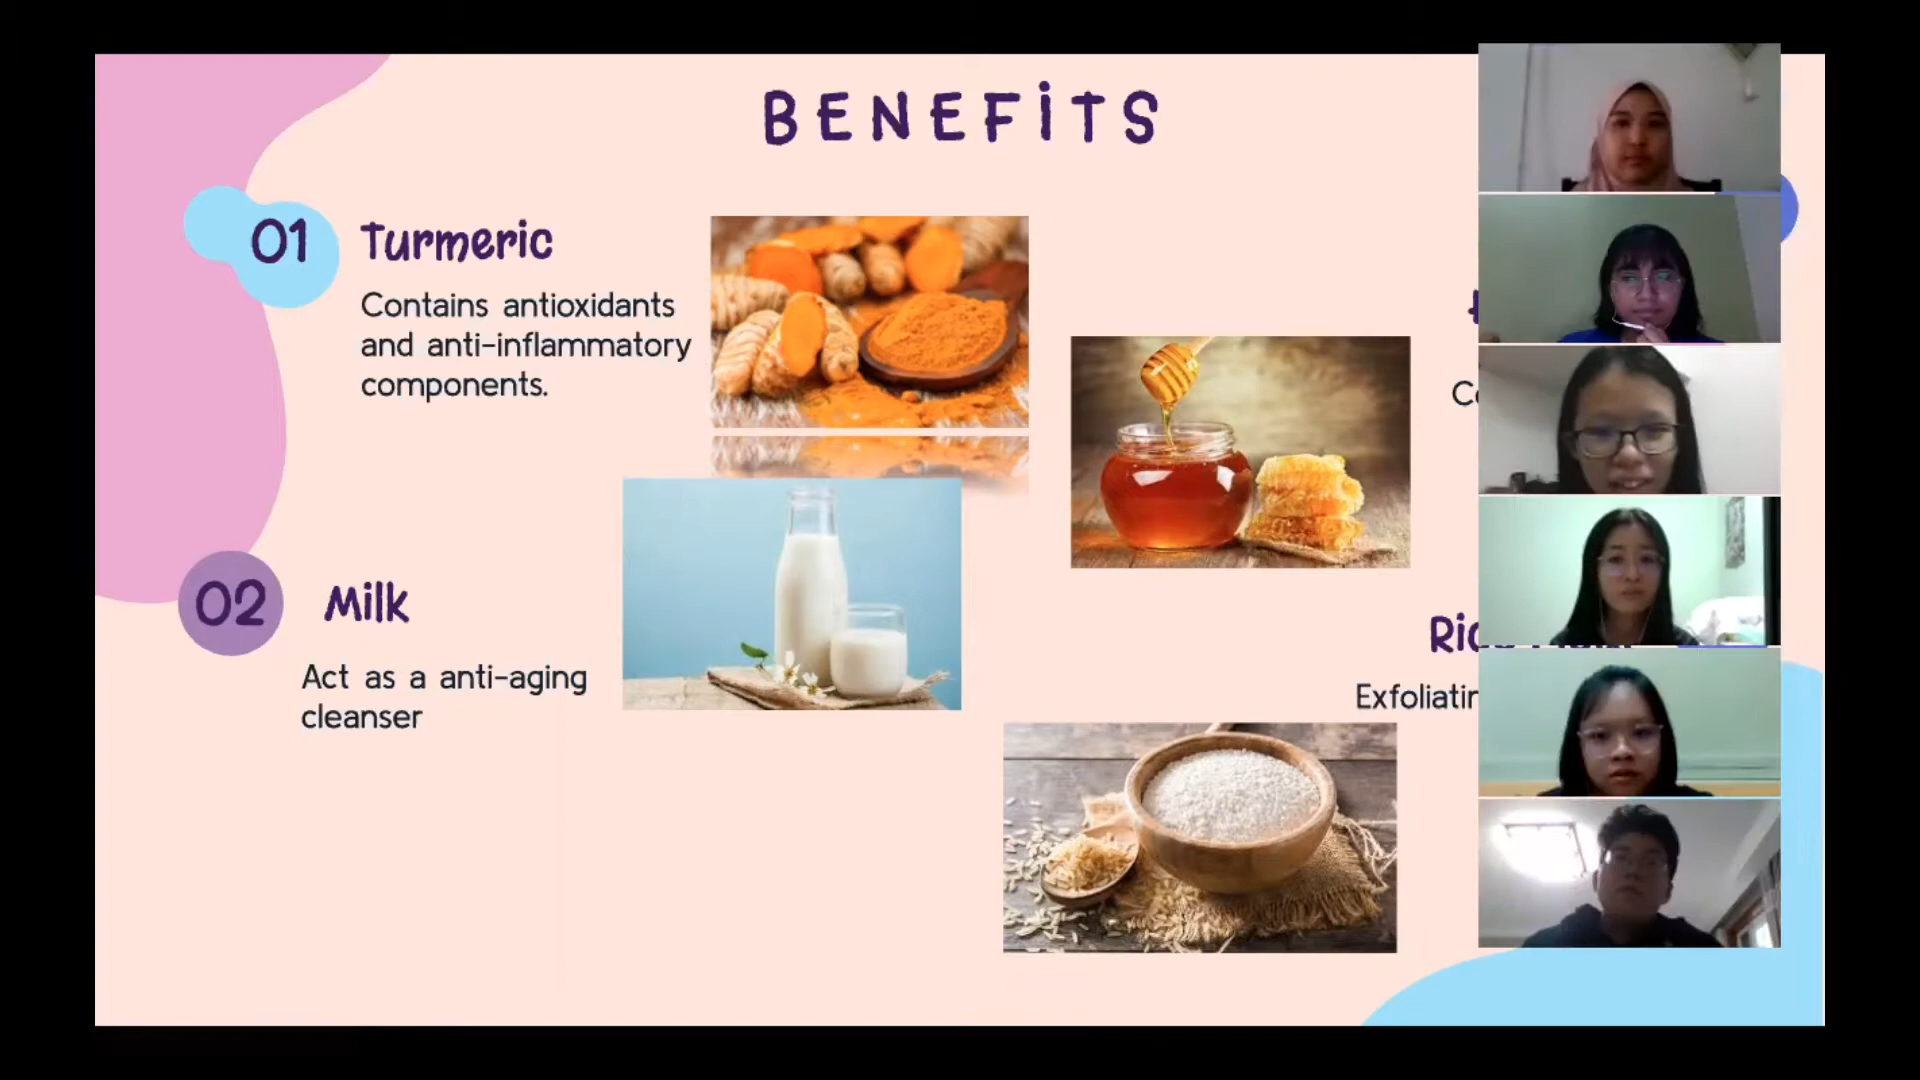 BENEFITS
01
Turmeric
Contains antioxidants
and anti-inflammatory
components.
02
Milk
Act as a anti-aging
cleanser